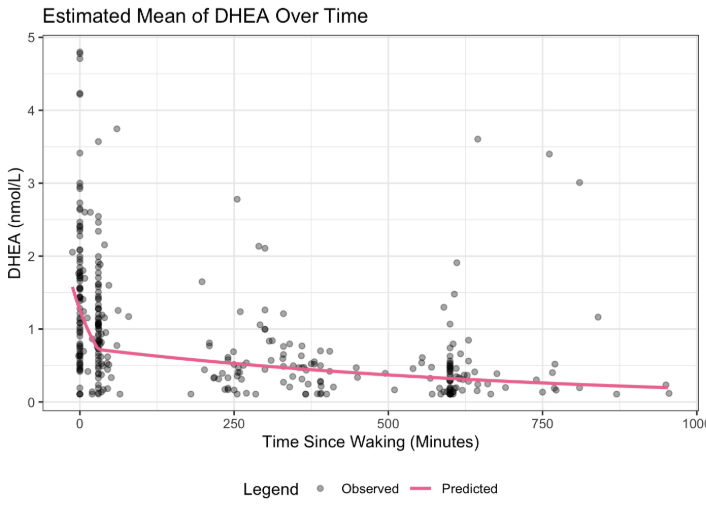 Estimated Mean of DHEA Over Time
DHEA (nmol/L)
5
4
3
2
1
0
0
250
500
750
1000
Time Since Waking (Minutes)
Legend
Observed
Predicted